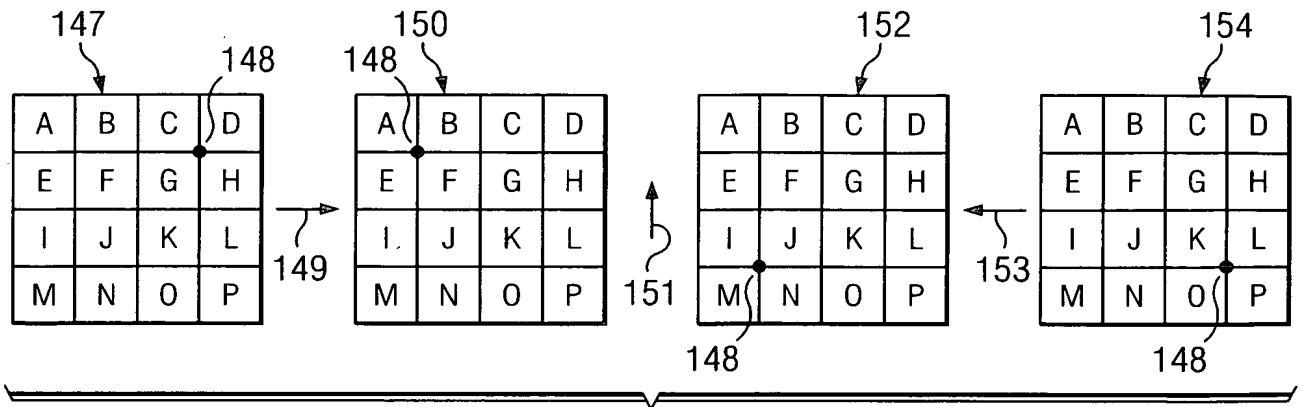 147 148 148 150 152 154
A B C D A B C D A B C D A B C D
E F G H E F G H E F G H E F G H
I J K L I J K L I J K L I J K L
149 151 153
M N O P M N O P M N O P M N O P
148 148